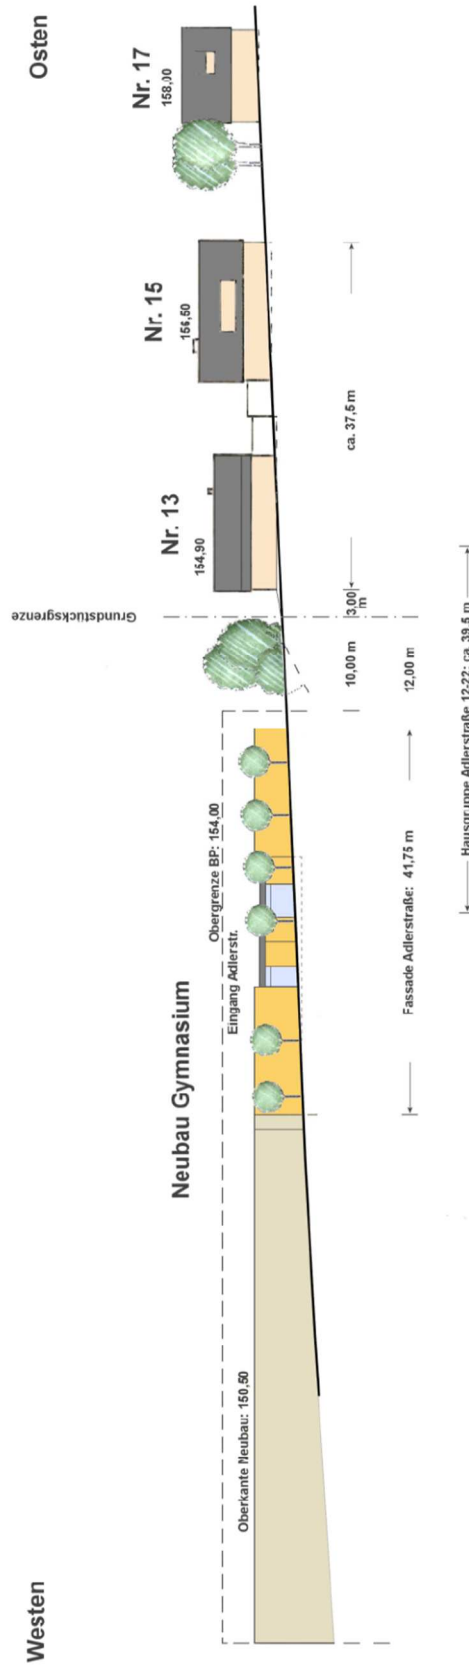 Westen
Osten
Neubau Gymnasium
Nr. 13
154,90
Nr. 15
156,50
Nr. 17
158,00
Grundstücksgrenze
Oberkante Neubau: 150,50
Obergrenze BP: 154,00
Eingang Adlerstr.
10,00 m
3,00
m
ca. 37,5 m
Fassade Adlerstraße: 41,75 m
12,00 m
Hausgruppe Adlerstraße 12-22: ca. 39,5 m